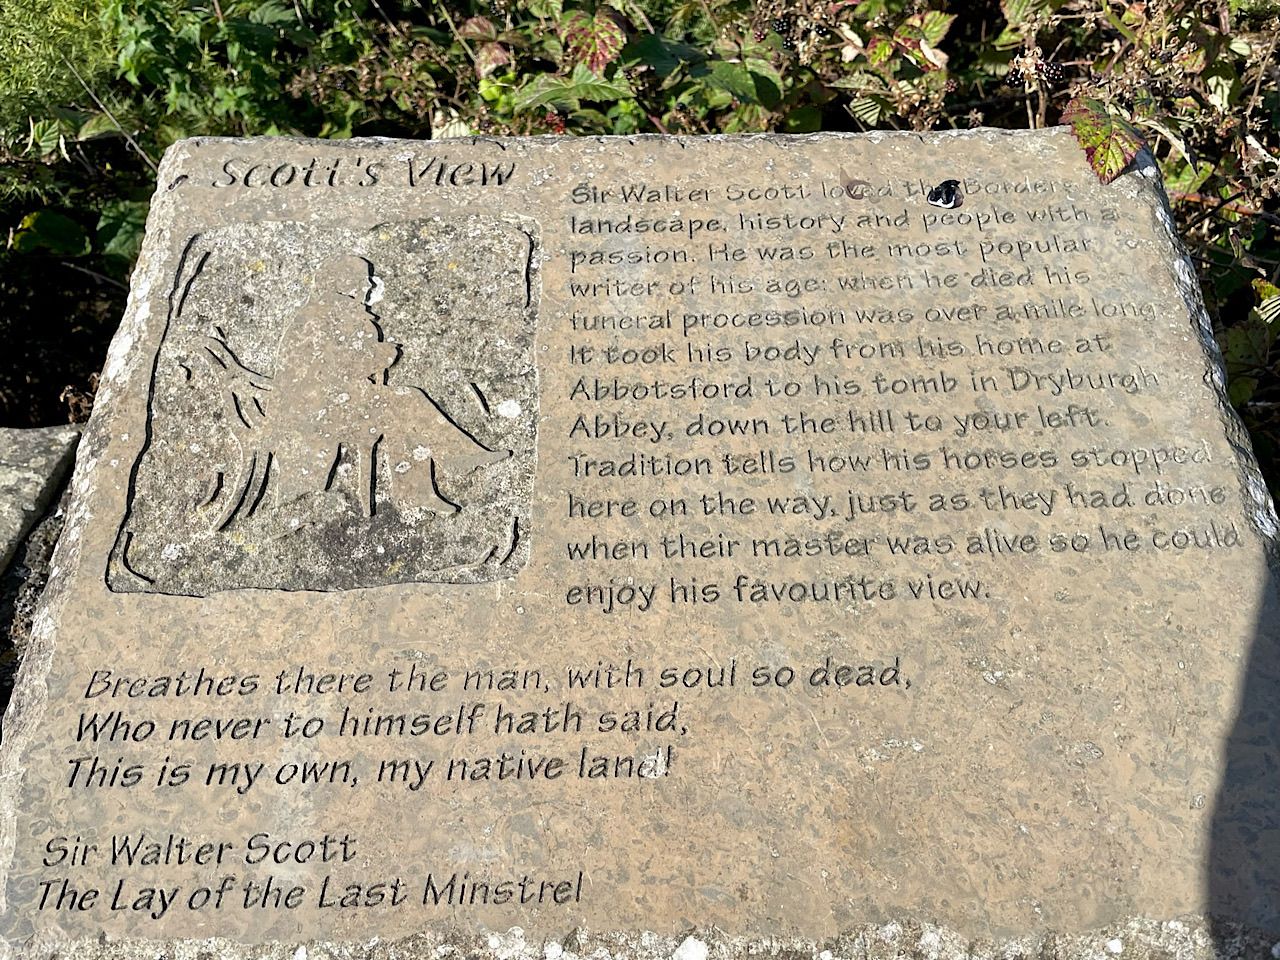 Scott's View
Sir Walter Scott loved the Borders
landscape, history and people with a
passion. He was the most popular
writer of his age: when he died his
funeral procession was over a mile long.
It took his body from his home at
Abbotsford to his tomb in Dryburgh
Abbey, down the hill to your left.
Tradition tells how his horses stopped
here on the way, just as they had done
when their master was alive so he could
enjoy his favourite view.
Breathes there the man, with soul so dead,
Who never to himself hath said,
This is my own, my native land!
Sir Walter Scott
The Lay of the Last Minstrel